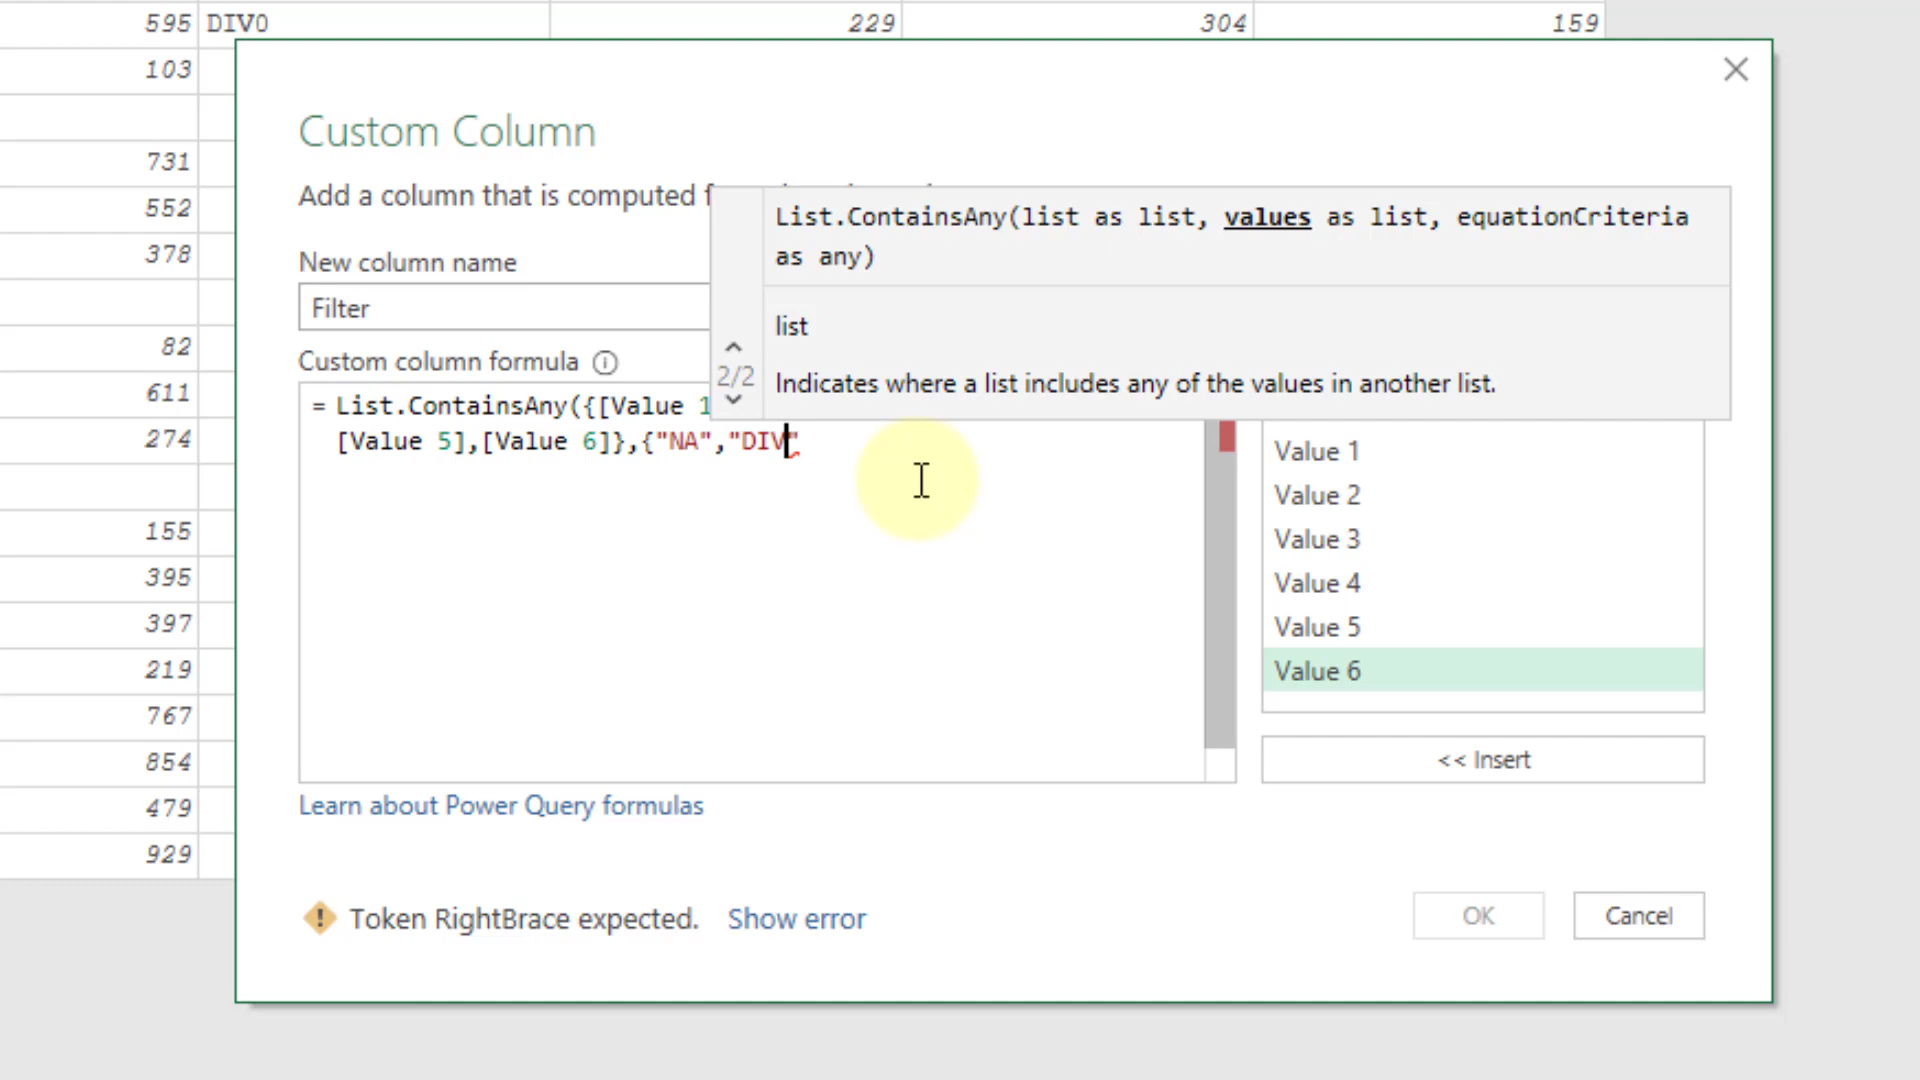 595 DIV0 229 304 159
103
731
552
378
82
611
274
155
395
397
219
767
854
479
929
Custom Column
Add a column that is computed
List.ContainsAny(list as list, values as list, equationCriteria
as any)
New column name
Filter
list
2/2
Indicates where a list includes any of the values in another list.
Custom column formula
= List.ContainsAny({[Value 1
[Value 5],[Value 6]},{"NA","DIV"
Value 1
Value 2
Value 3
Value 4
Value 5
Value 6
<< Insert
Learn about Power Query formulas
Token RightBrace expected. Show error
OK
Cancel